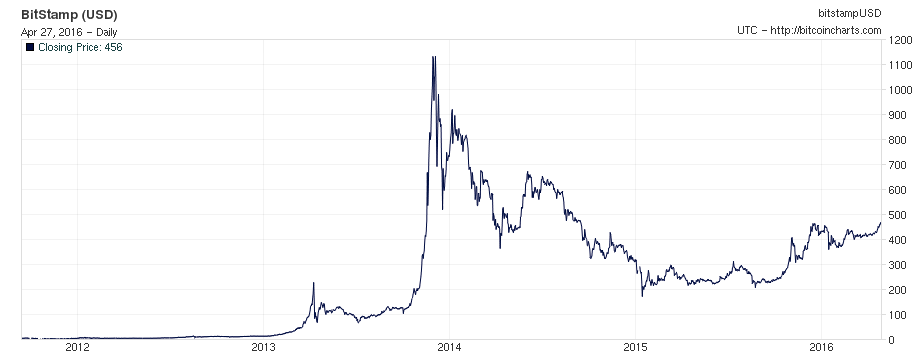 BitStamp (USD)
bitstampUSD
Apr 27, 2016 – Daily
UTC – http://bitcoincharts.com
Closing Price: 456
1200
1100
1000
900
800
700
600
500
400
300
200
100
0
2012 2013 2014 2015 2016